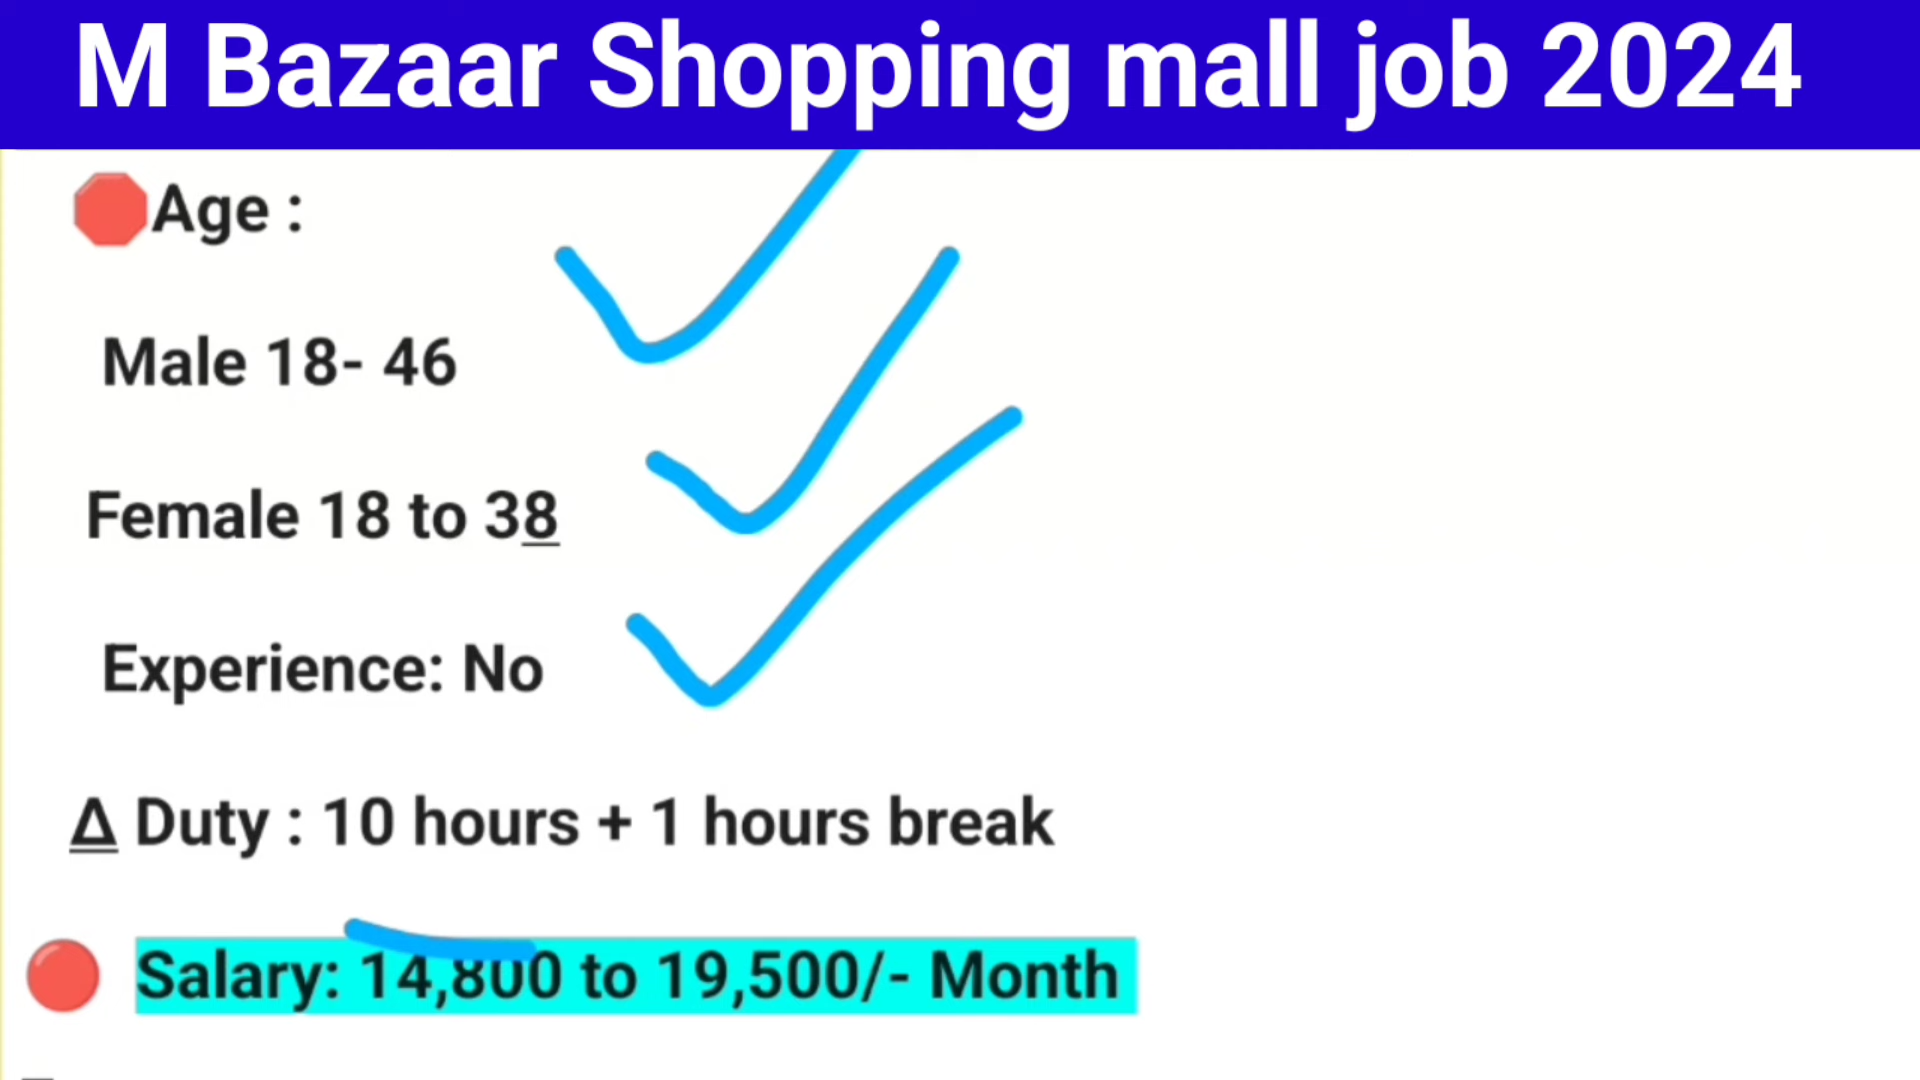 M Bazaar Shopping mall job 2024
Age :
Male 18- 46
Female 18 to 38
Experience: No
Δ Duty : 10 hours + 1 hours break
Salary: 14,800 to 19,500/- Month